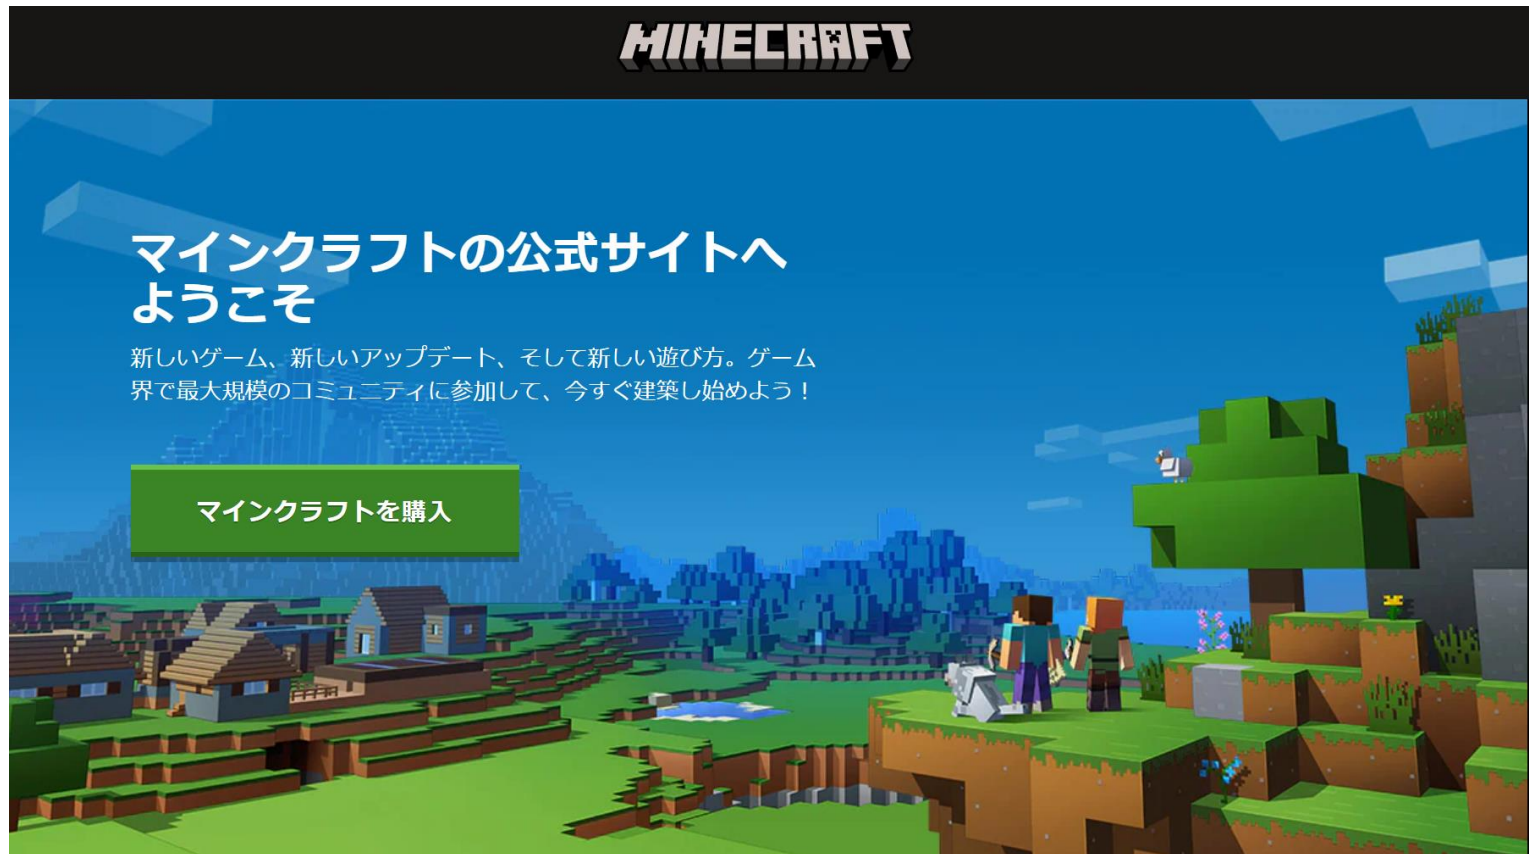 MINECRAFT
マインクラフトの公式サイトへ
ようこそ
新しいゲーム、新しいアップデート、そして新しい遊び方。ゲーム
界で最大規模のコミュニティに参加して、今すぐ建築し始めよう！
マインクラフトを購入